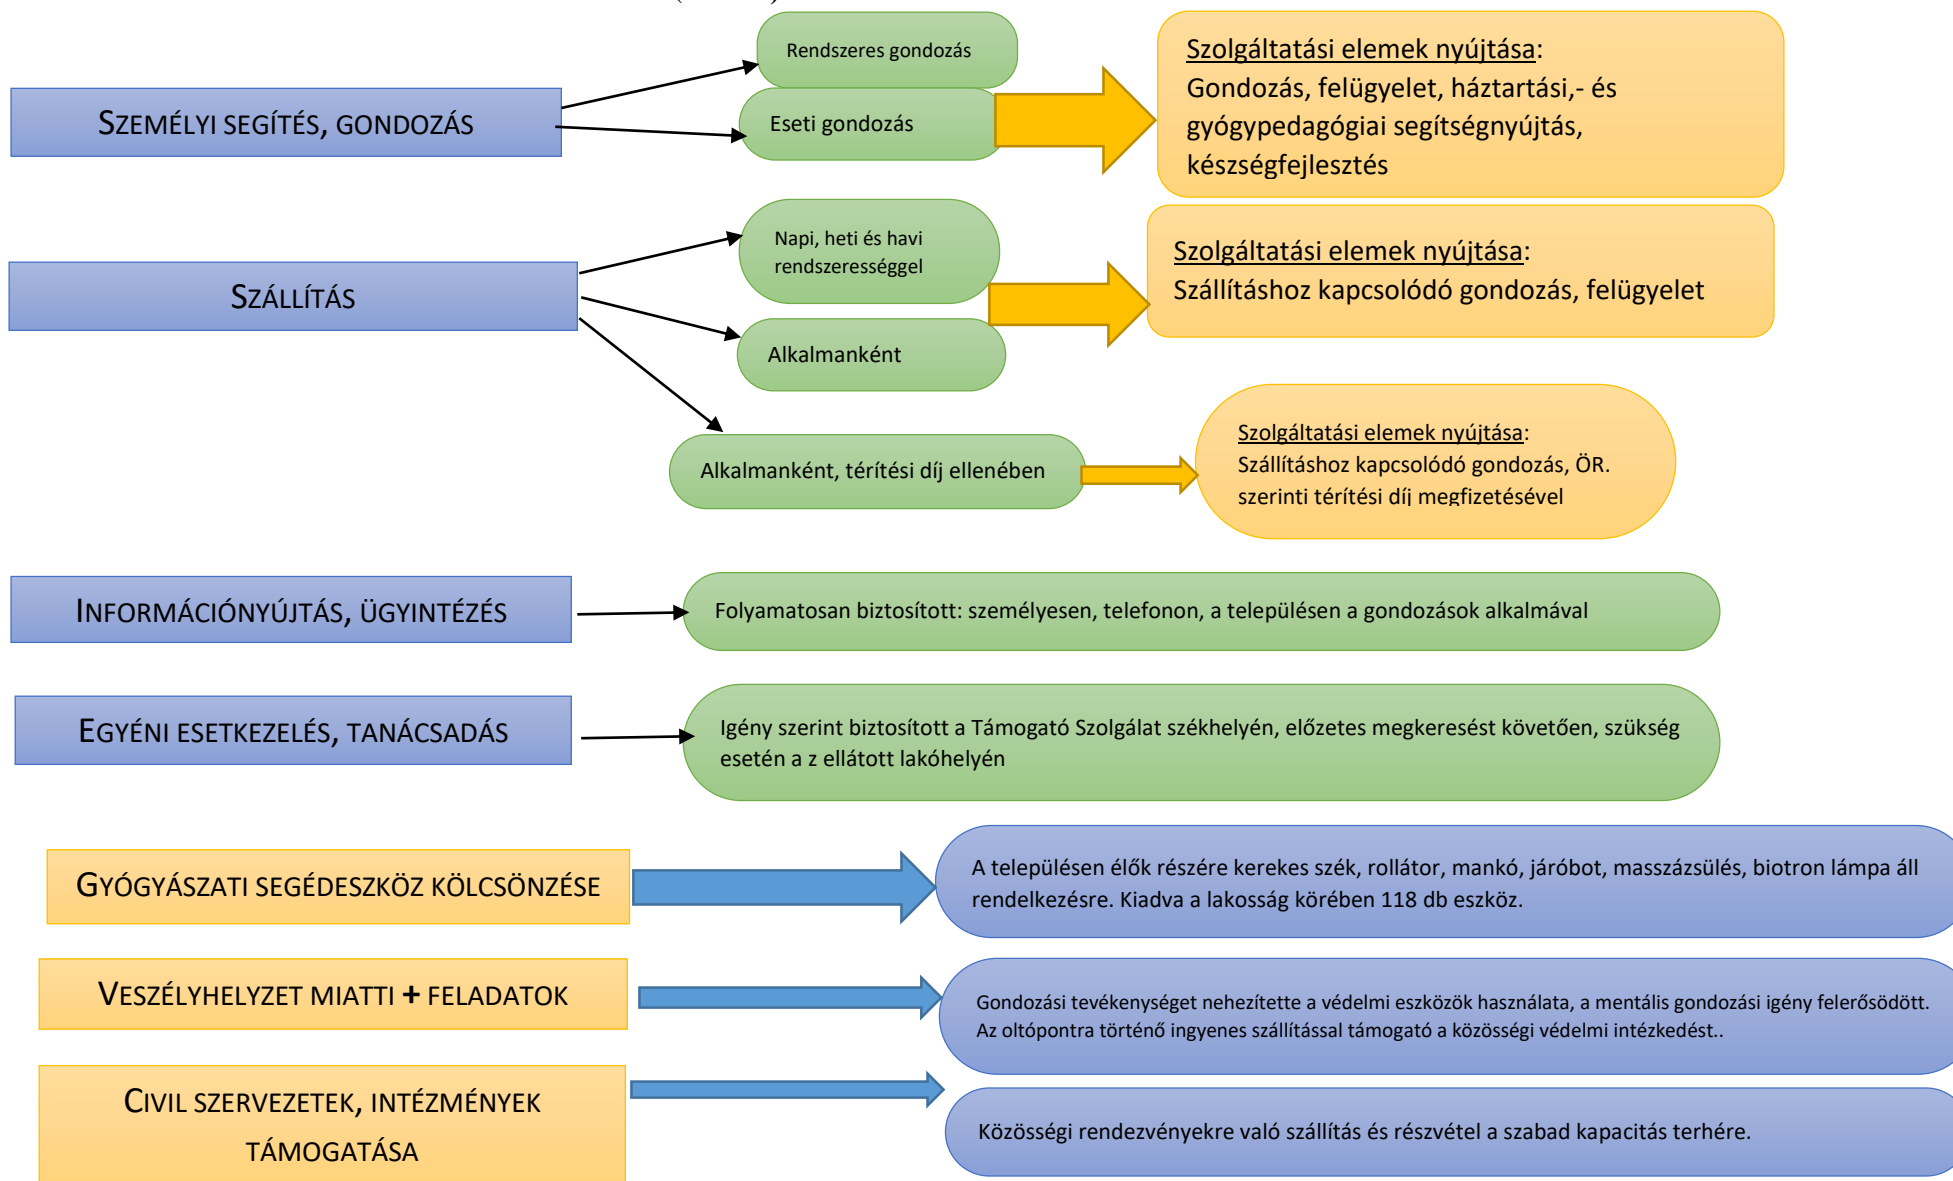 Rendszeres gondozás
SZEMÉLYI SEGÍTÉS, GONDOZÁS
Eseti gondozás
Szolgáltatási elemek nyújtása:
Gondozás, felügyelet, háztartási,- és
gyógypedagógiai segítségnyújtás,
készségfejlesztés
SZÁLLÍTÁS
Napi, heti és havi
rendszerességgel
Alkalmanként
Szolgáltatási elemek nyújtása:
Szállításhoz kapcsolódó gondozás, felügyelet
Alkalmanként, térítési díj ellenében
Szolgáltatási elemek nyújtása:
Szállításhoz kapcsolódó gondozás, ÖR.
szerinti térítési díj megfizetésével
INFORMÁCIÓNYÚJTÁS, ÜGYINTÉZÉS
Folyamatosan biztosított: személyesen, telefonon, a településen a gondozások alkalmával
EGYÉNI ESETKEZELÉS, TANÁCSADÁS
Igény szerint biztosított a Támogató Szolgálat székhelyén, előzetes megkeresést követően, szükség
esetén a z ellátott lakóhelyén
GYÓGYÁSZATI SEGÉDESZKÖZ KÖLCSÖNZÉSE
A településen élők részére kerekes szék, rollátor, mankó, járóbot, masszázsülés, biotron lámpa áll
rendelkezésre. Kiadva a lakosság körében 118 db eszköz.
VESZÉLYHELYZET MIATTI + FELADATOK
Gondozási tevékenységet nehezítette a védelmi eszközök használata, a mentális gondozási igény felerősödött.
Az oltópontra történő ingyenes szállítással támogató a közösségi védelmi intézkedést..
CIVIL SZERVEZETEK, INTÉZMÉNYEK
TÁMOGATÁSA
Közösségi rendezvényekre való szállítás és részvétel a szabad kapacitás terhére.